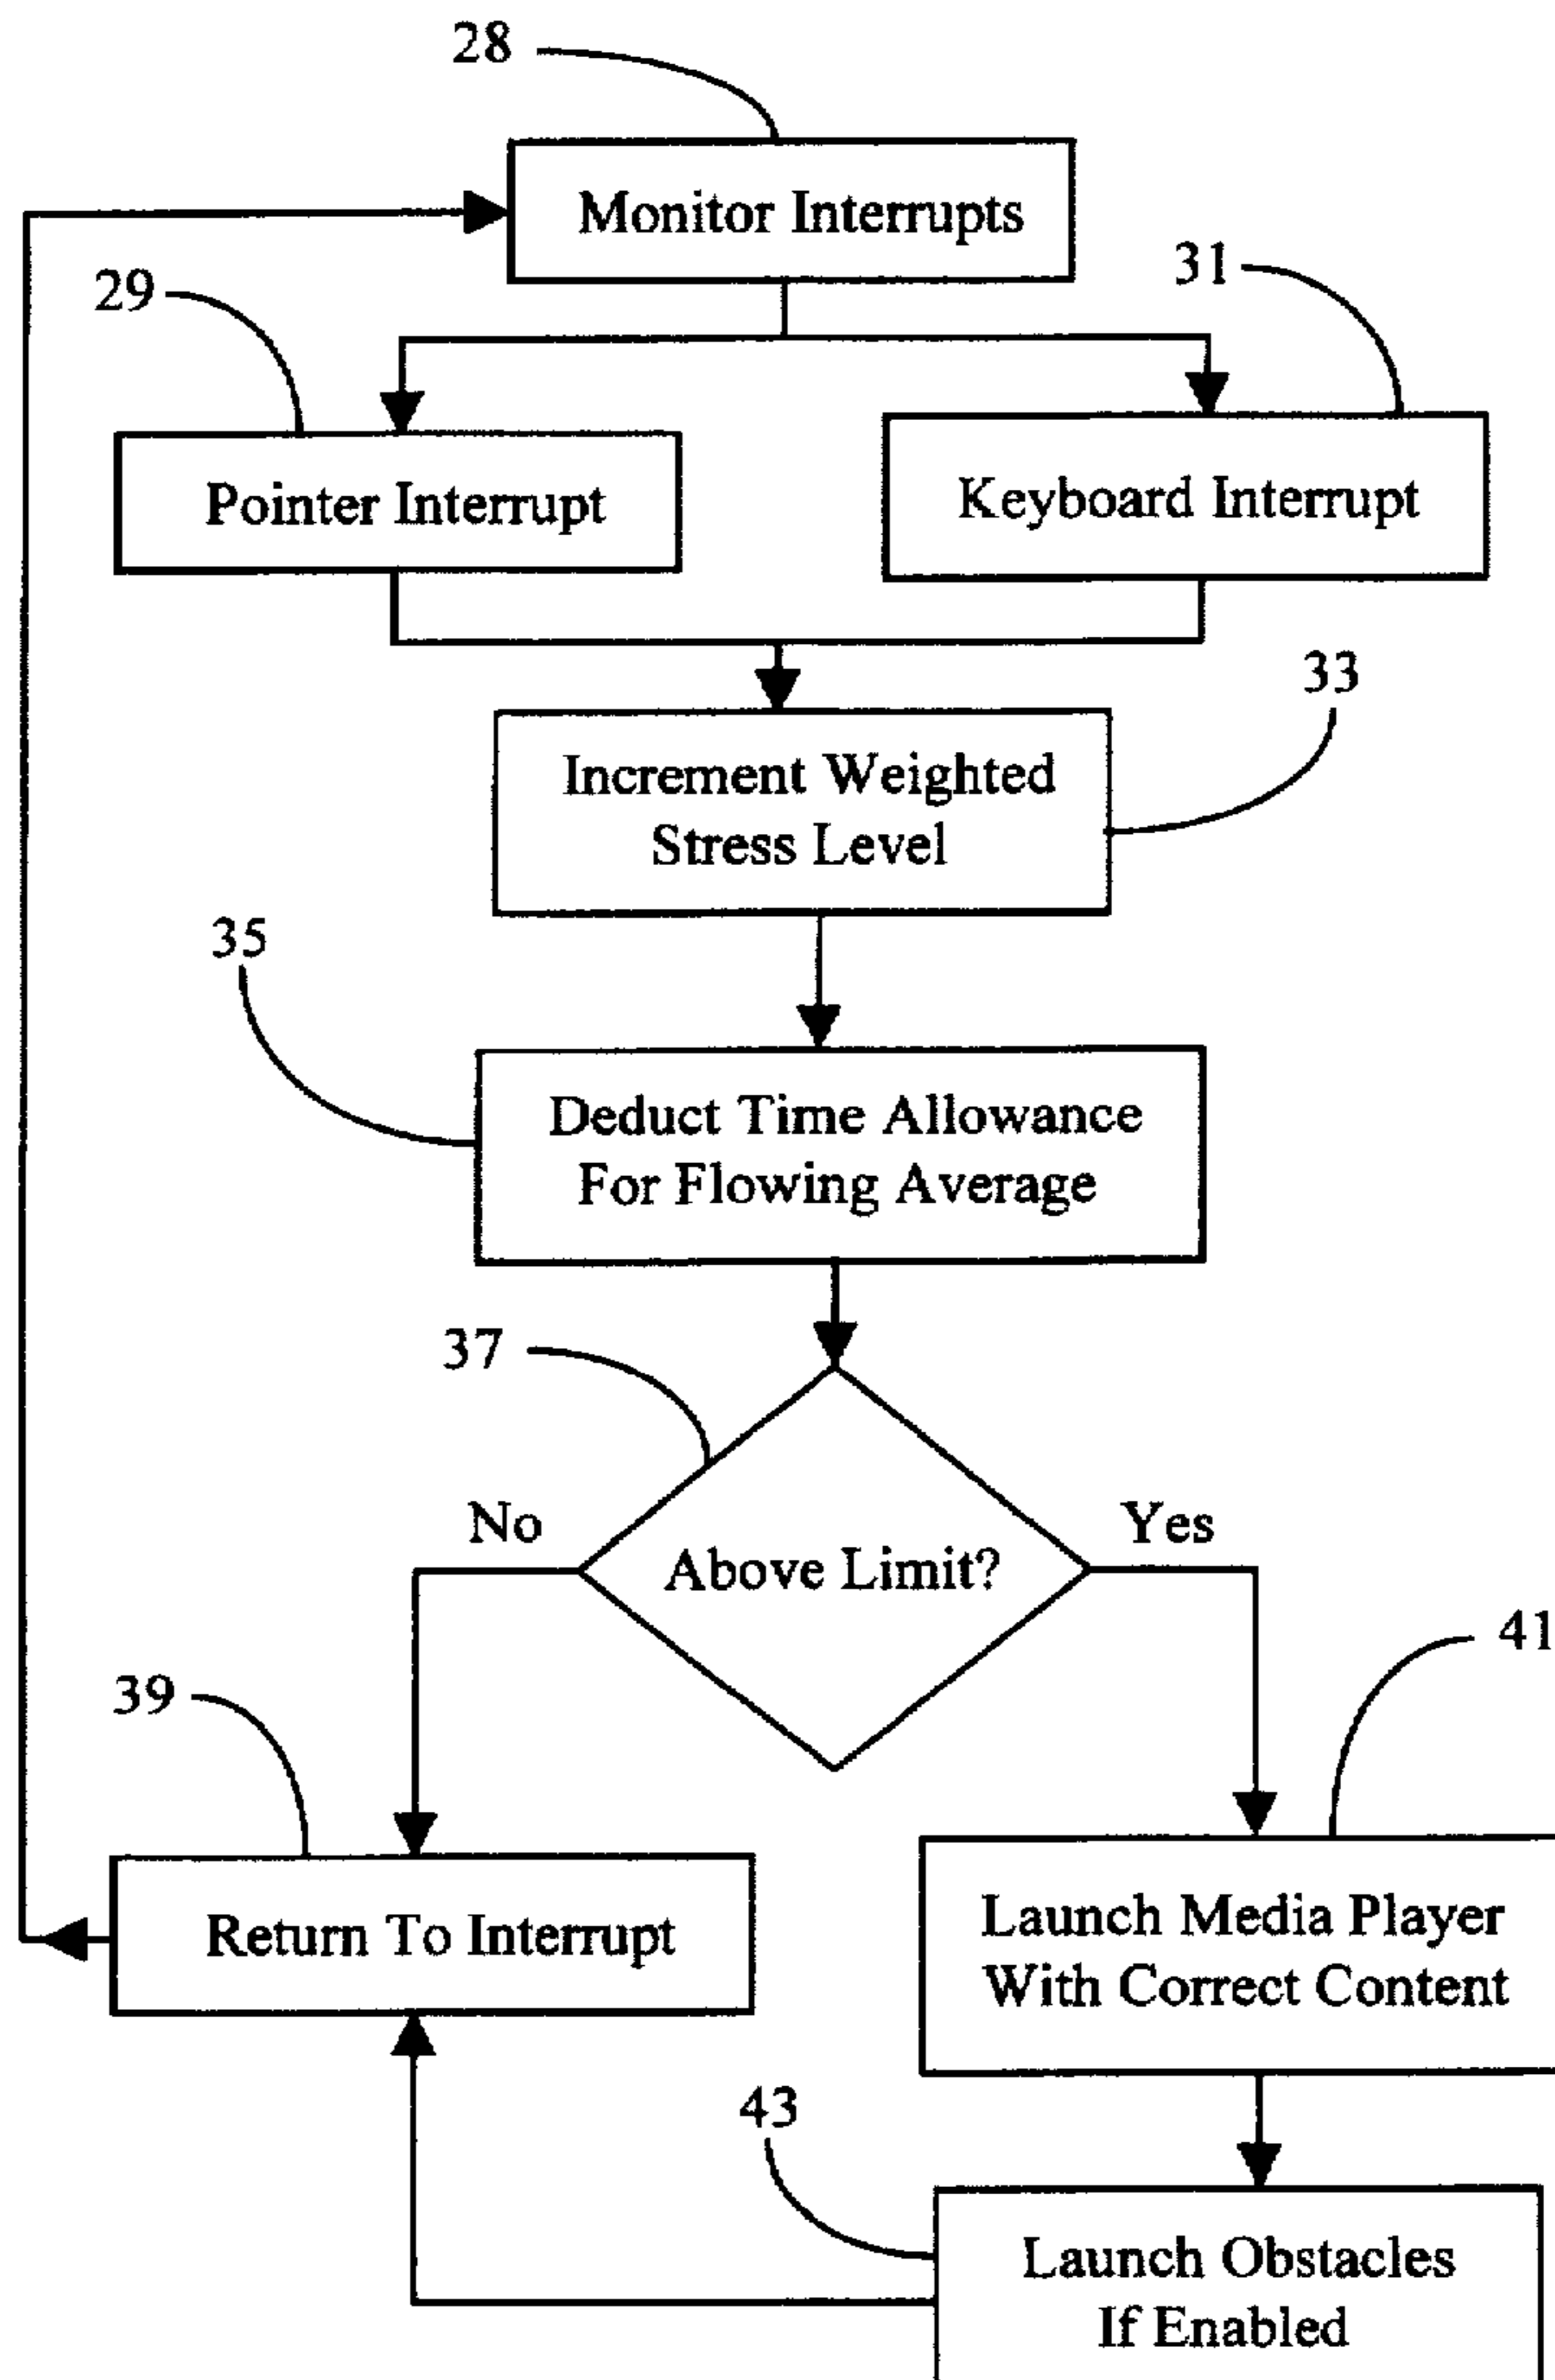 28
Monitor Interrupts
29
31
Pointer Interrupt
Keyboard Interrupt
33
Increment Weighted
Stress Level
35
Deduct Time Allowance
For Flowing Average
37
No
Yes
Above Limit?
41
39
Return To Interrupt
Launch Media Player
With Correct Content
43
Launch Obstacles
If Enabled